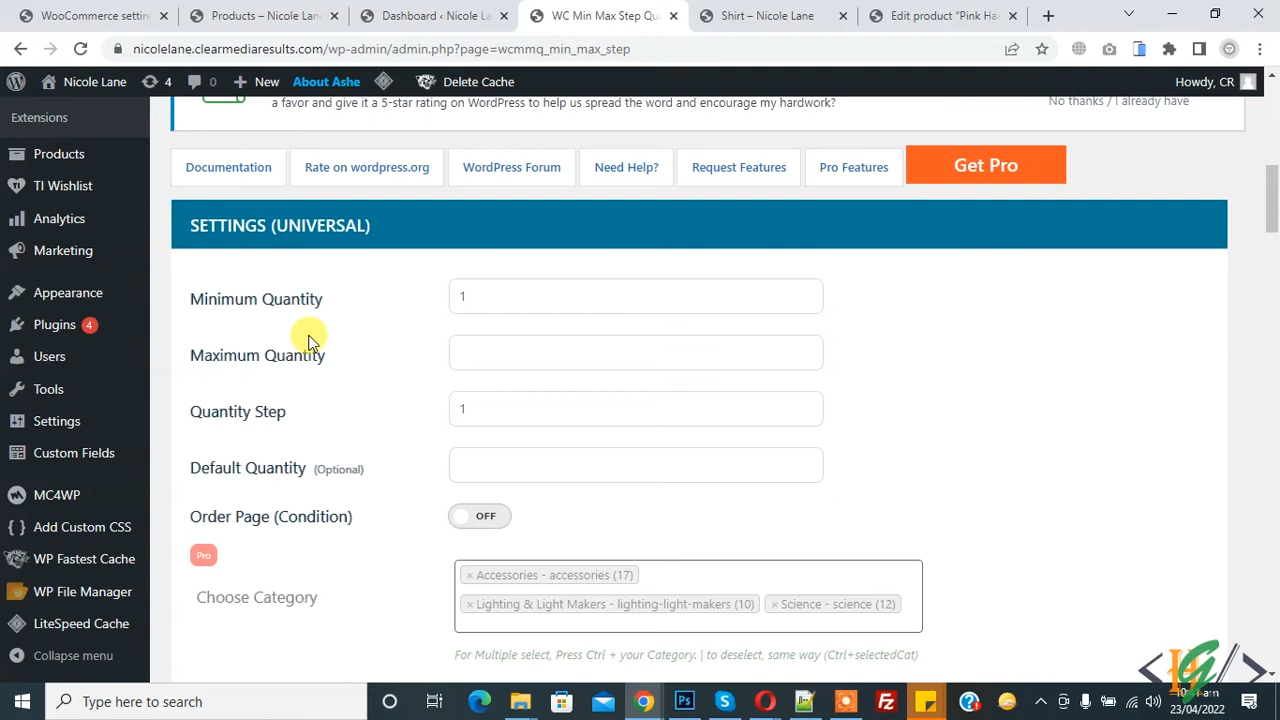 WooCommerce settin
Products – Nicole Lane
Dashboard ‹ Nicole La
WC Min Max Step Qu
Shirt – Nicole Lane
Edit product "Pink Ha
nicolelane.clearmediaresults.com/wp-admin/admin.php?page=wcmmq_min_max_step
Nicole Lane
4
0
New
About Ashe
Delete Cache
Howdy, CR
Extensions
Products
TI Wishlist
Analytics
Marketing
Appearance
Plugins 4
Users
Tools
Settings
Custom Fields
MC4WP
Add Custom CSS
WP Fastest Cache
WP File Manager
LiteSpeed Cache
Collapse menu
a favor and give it a 5-star rating on WordPress to help us spread the word and encourage my hardwork?
No thanks / I already have
Documentation
Rate on wordpress.org
WordPress Forum
Need Help?
Request Features
Pro Features
Get Pro
SETTINGS (UNIVERSAL)
Minimum Quantity
1
Maximum Quantity
Quantity Step
1
Default Quantity (Optional)
Order Page (Condition)
OFF
Pro
Choose Category
× Accessories - accessories (17)
× Lighting & Light Makers - lighting-light-makers (10)
× Science - science (12)
For Multiple select, Press Ctrl + your Category. | to deselect, same way (Ctrl+selectedCat)
Type here to search
23/04/2022